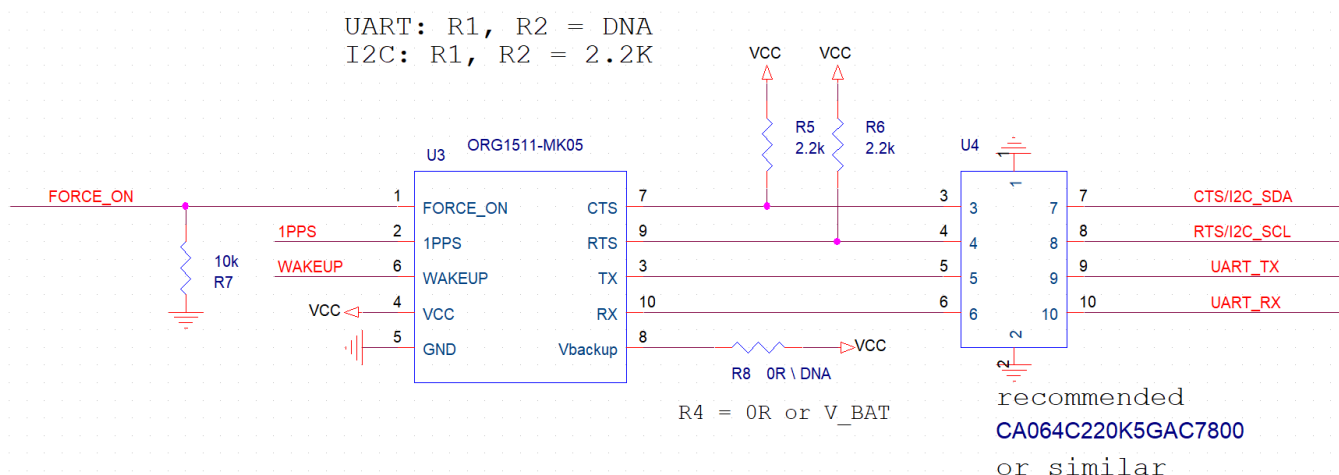 UART: R1, R2 = DNA
I2C: R1, R2 = 2.2K
VCC
VCC
R5
2.2k
R6
2.2k
U3
ORG1511-MK05
U4
1
1
FORCE_ON
1
FORCE_ON
CTS
7
3
3
7
7
CTS/I2C_SDA
1PPS
2
1PPS
RTS
9
4
4
8
8
RTS/I2C_SCL
10k
R7
WAKEUP
6
WAKEUP
TX
3
5
5
9
9
UART_TX
VCC
4
VCC
RX
10
6
6
10
10
UART_RX
5
GND
Vbackup
8
VCC
2
2
R8 0R \ DNA
R4 = 0R or V_BAT
recommended
CA064C220K5GAC7800
or similar